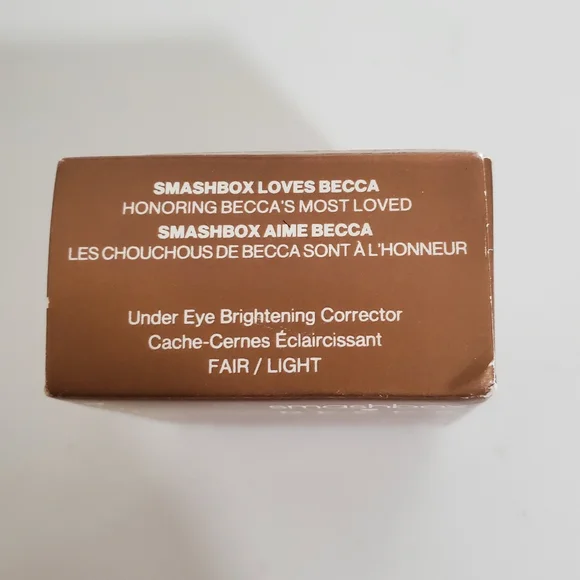 SMASHBOX LOVES BECCA
HONORING BECCA'S MOST LOVED
SMASHBOX AIME BECCA
LES CHOUCHOUS DE BECCA SONT À L'HONNEUR
Under Eye Brightening Corrector
Cache-Cernes Éclaircissant
FAIR / LIGHT